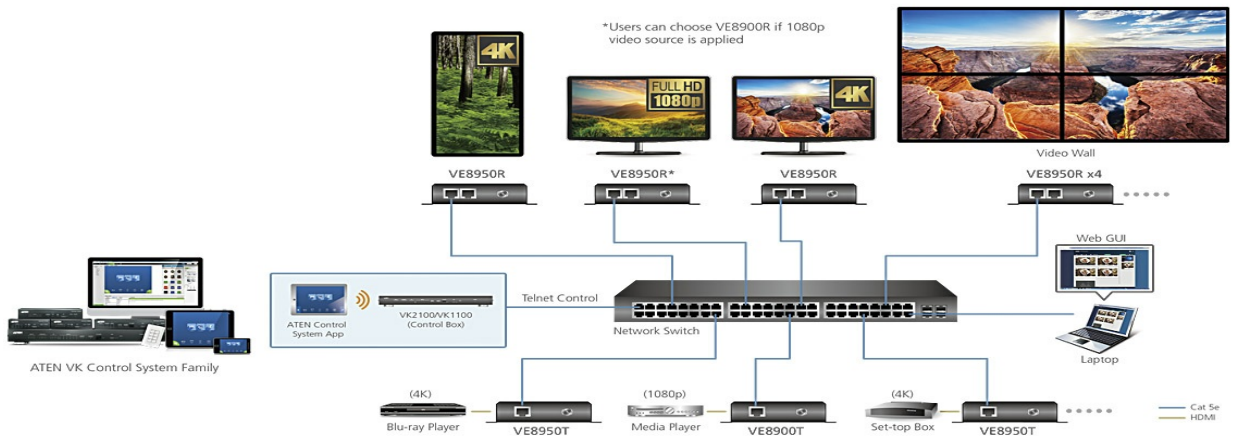 *Users can choose VE8900R if 1080p
video source is applied
4K
FULL HD
1080p
4K
Video Wall
VE8950R
VE8950R*
VE8950R
VE8950R x4
Web GUI
Telnet Control
ATEN Control
System App
VK2100/VK1100
(Control Box)
Network Switch
Laptop
ATEN VK Control System Family
(4K)
(1080p)
(4K)
Blu-ray Player
VE8950T
Media Player
VE8900T
Set-top Box
VE8950T
Cat 5e
HDMI